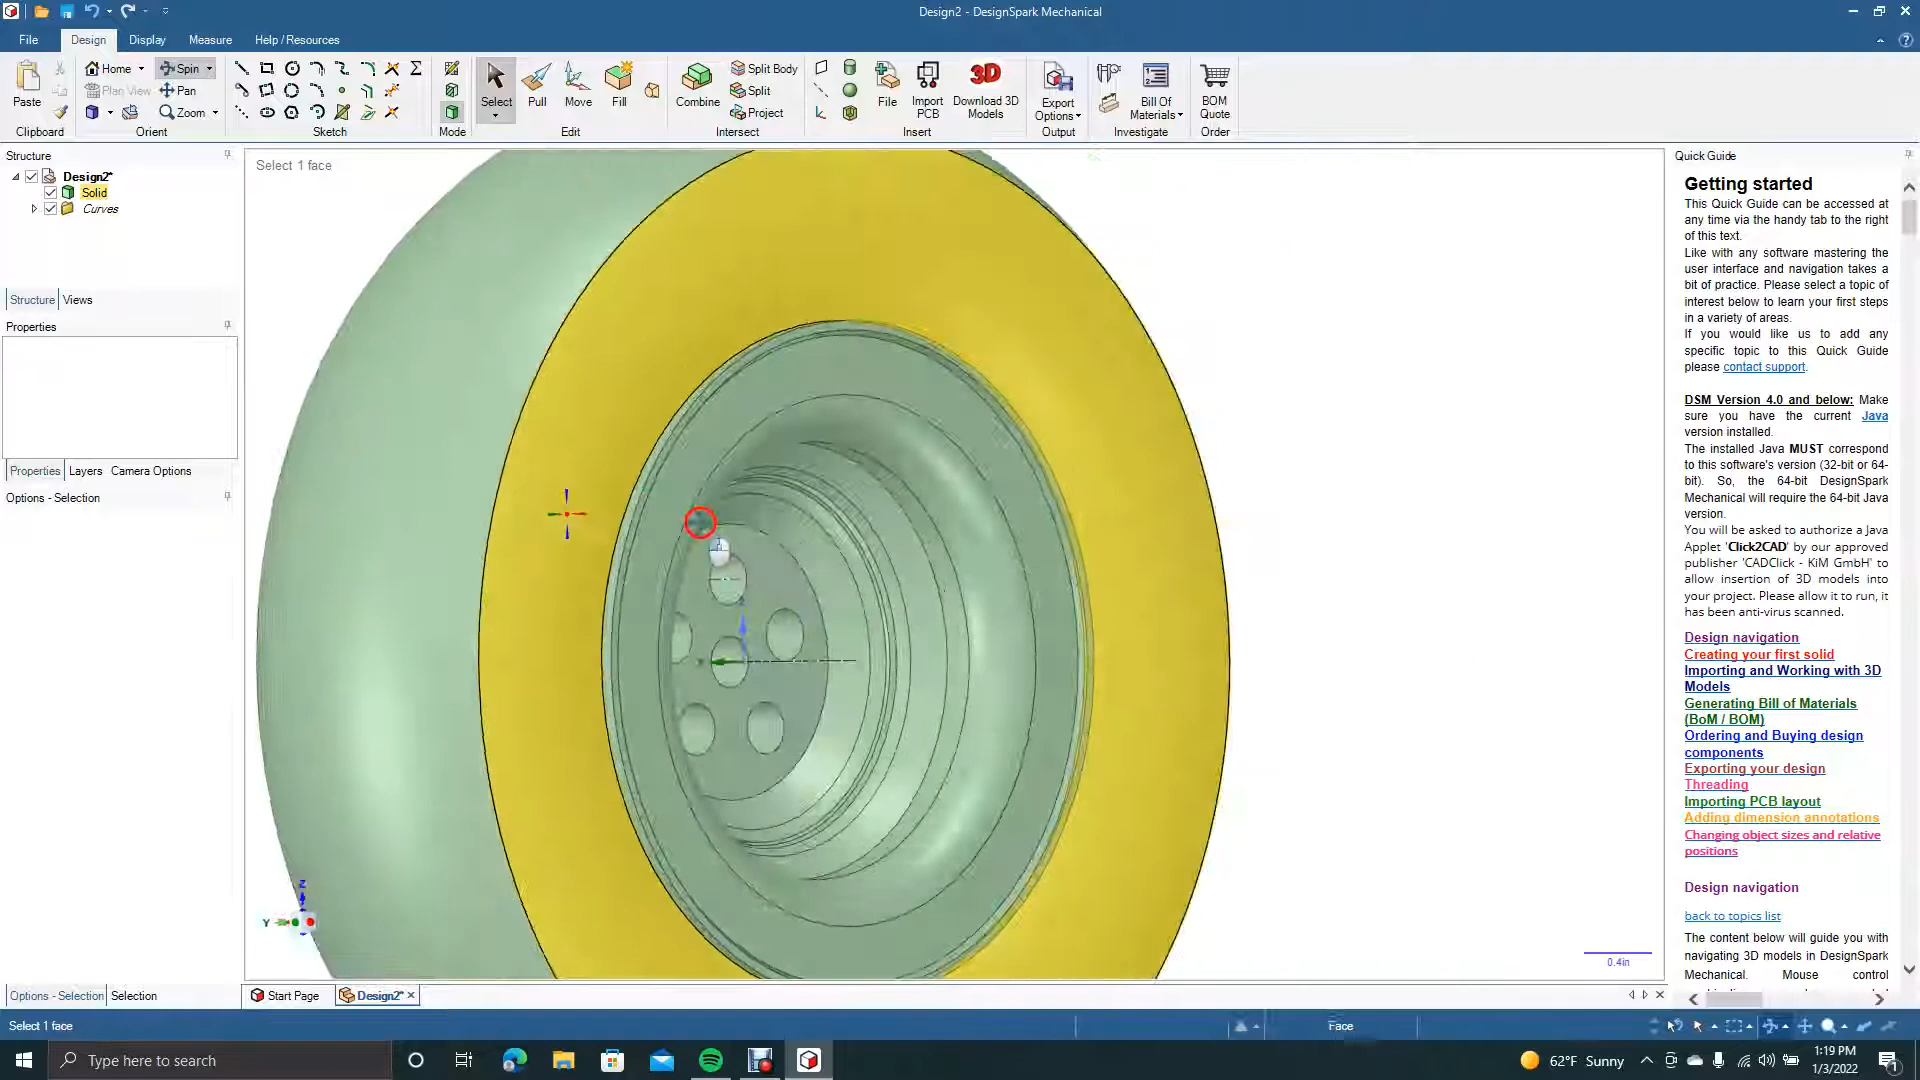 Design2 - DesignSpark Mechanical
File
Design
Display
Measure
Help / Resources
Paste
Home
Spin
Plan View
Pan
Zoom
Select
Pull
Move
Fill
Combine
Split Body
Split
Project
File
Import PCB
Download 3D Models
Export Options
Bill Of Materials
BOM Quote
Clipboard
Orient
Sketch
Mode
Edit
Intersect
Insert
Output
Investigate
Order
Structure
Design2*
Solid
Curves
Structure
Views
Properties
Properties
Layers
Camera Options
Options - Selection
Options - Selection
Selection
Select 1 face
Z
Y
0.4in
Start Page
Design2*
Quick Guide
Getting started
This Quick Guide can be accessed at
any time via the handy tab to the right
of this text.
Like with any software mastering the
user interface and navigation takes a
bit of practice. Please select a topic of
interest below to learn your first steps
in a variety of areas.
If you would like us to add any
specific topic to this Quick Guide
please contact support.
DSM Version 4.0 and below: Make
sure you have the current Java
version installed.
The installed Java MUST correspond
to this software's version (32-bit or 64-
bit). So, the 64-bit DesignSpark
Mechanical will require the 64-bit Java
version.
You will be asked to authorize a Java
Applet 'Click2CAD' by our approved
publisher 'CADClick - KiM GmbH' to
allow insertion of 3D models into
your project. Please allow it to run, it
has been anti-virus scanned.
Design navigation
Creating your first solid
Importing and Working with 3D
Models
Generating Bill of Materials
(BoM / BOM)
Ordering and Buying design
components
Exporting your design
Threading
Importing PCB layout
Adding dimension annotations
Changing object sizes and relative
positions
Design navigation
back to topics list
The content below will guide you with
navigating 3D models in DesignSpark
Mechanical. Mouse control
Select 1 face
Face
Type here to search
62°F Sunny
1:19 PM
1/3/2022
1